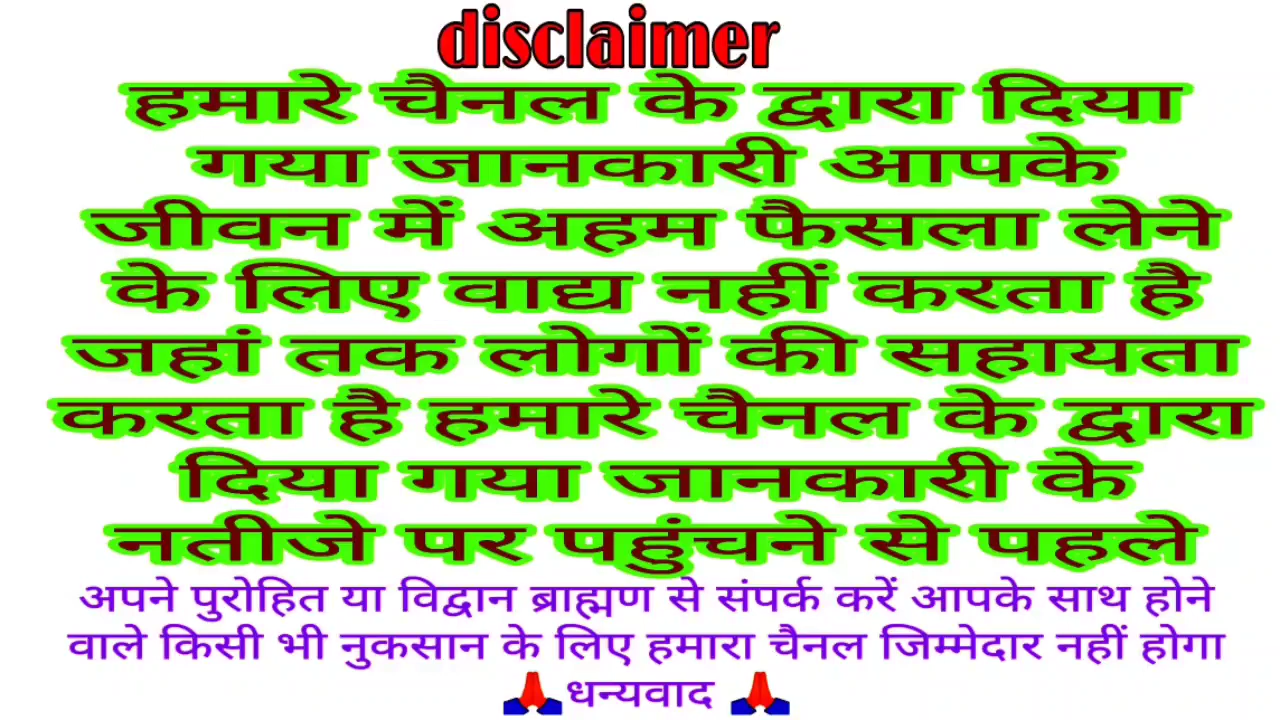 disclaimer
हमारे चैनल के द्वारा दिया
गया जानकारी आपके
जीवन में अहम फैसला लेने
के लिए वाद्य नहीं करता है
जहां तक लोगों की सहायता
करता है हमारे चैनल के द्वारा
दिया गया जानकारी के
नतीजे पर पहुंचने से पहले
अपने पुरोहित या विद्वान ब्राह्मण से संपर्क करें आपके साथ होने
वाले किसी भी नुकसान के लिए हमारा चैनल जिम्मेदार नहीं होगा
🙏धन्यवाद 🙏